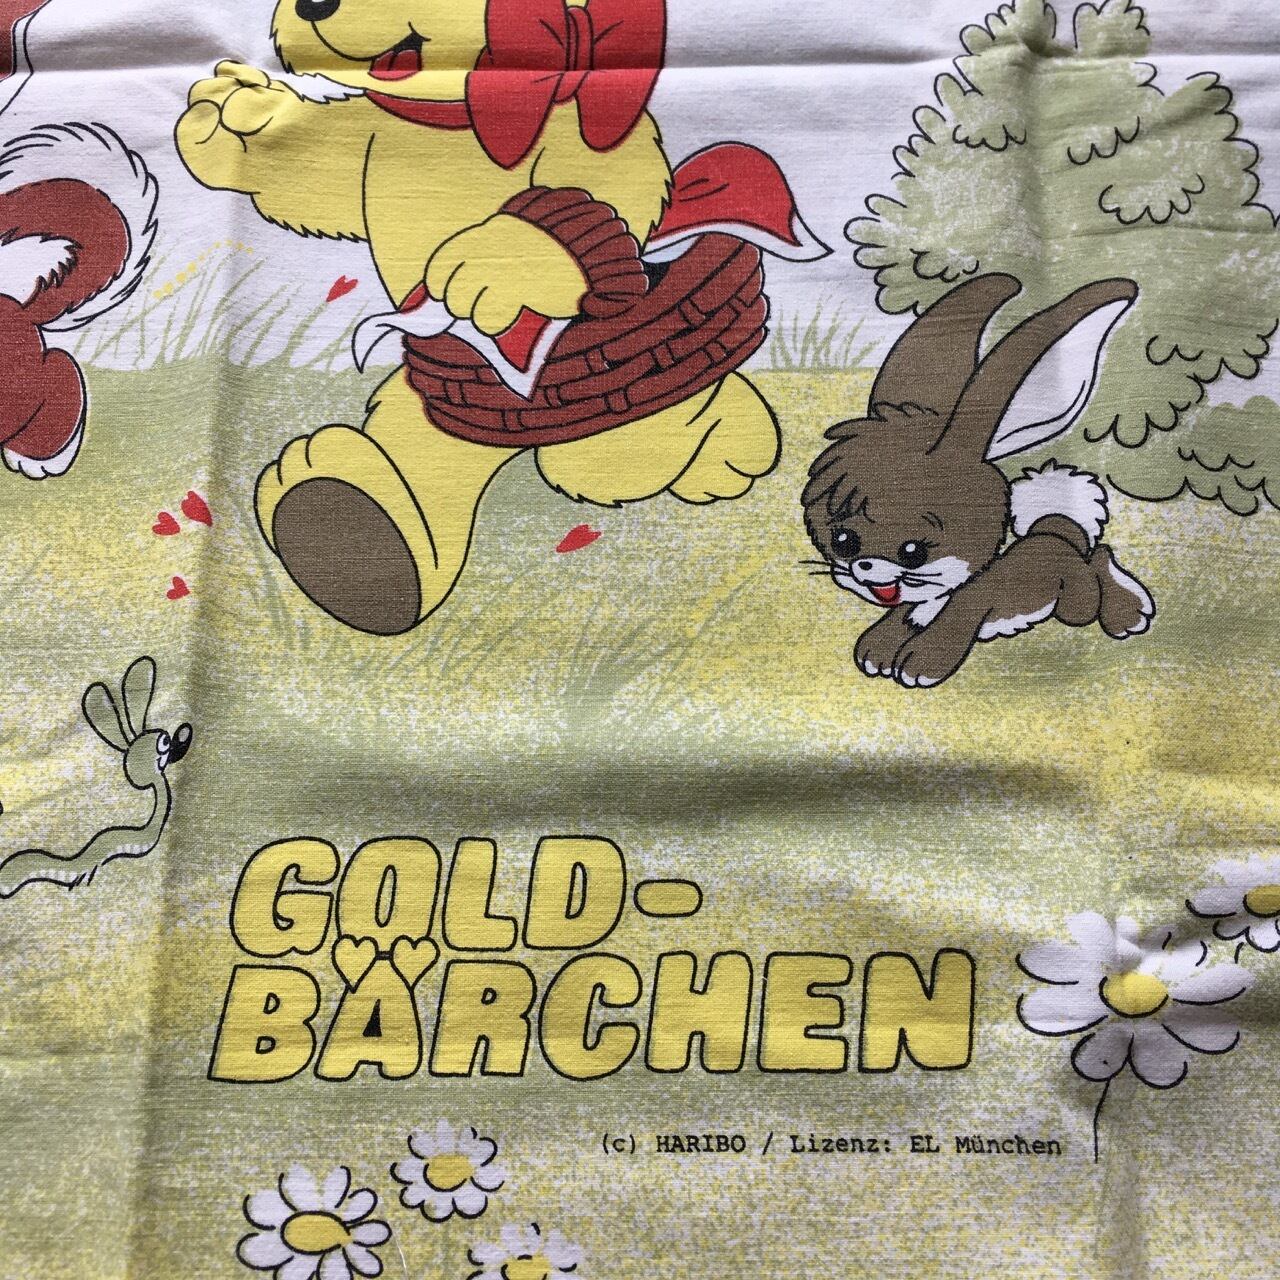 GOLD-
BÄRCHEN
(c) HARIBO / Lizenz: EL München